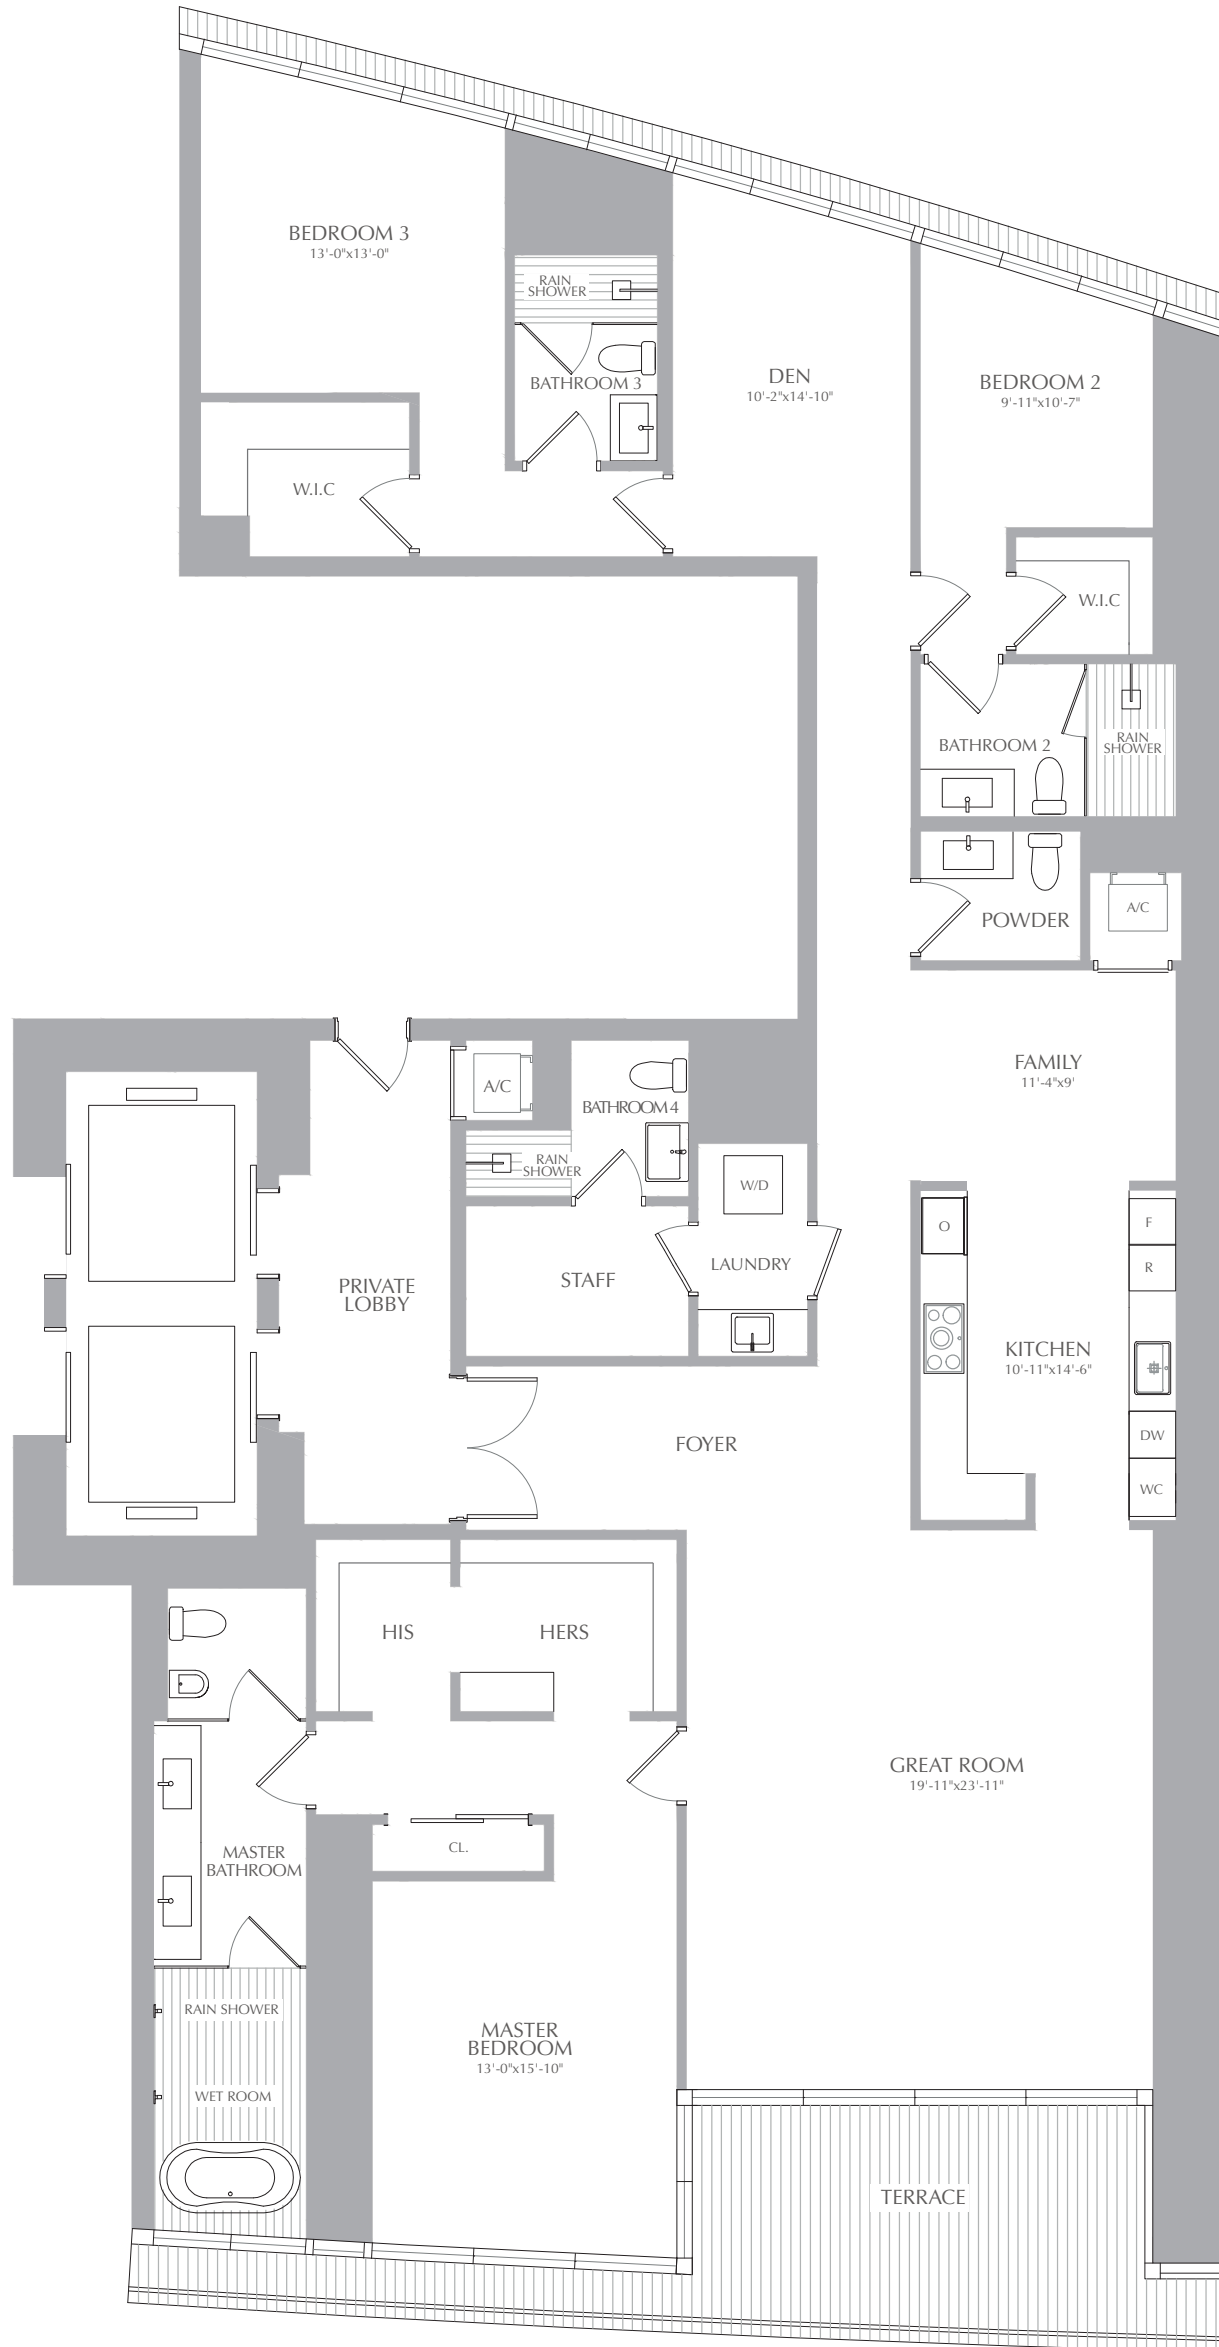 BEDROOM 3
13'-0"x13'-0"
RAIN
SHOWER
BATHROOM 3
DEN
10'-2"x14'-10"
BEDROOM 2
9'-11"x10'-7"
W.I.C
W.I.C
BATHROOM 2
RAIN
SHOWER
POWDER
A/C
FAMILY
11'-4"x9'
A/C
BATHROOM 4
RAIN
SHOWER
W/D
LAUNDRY
STAFF
PRIVATE
LOBBY
O
F
R
KITCHEN
10'-11"x14'-6"
DW
WC
FOYER
HIS
HERS
GREAT ROOM
19'-11"x23'-11"
CL.
MASTER
BATHROOM
RAIN SHOWER
WET ROOM
MASTER
BEDROOM
13'-0"x15'-10"
TERRACE